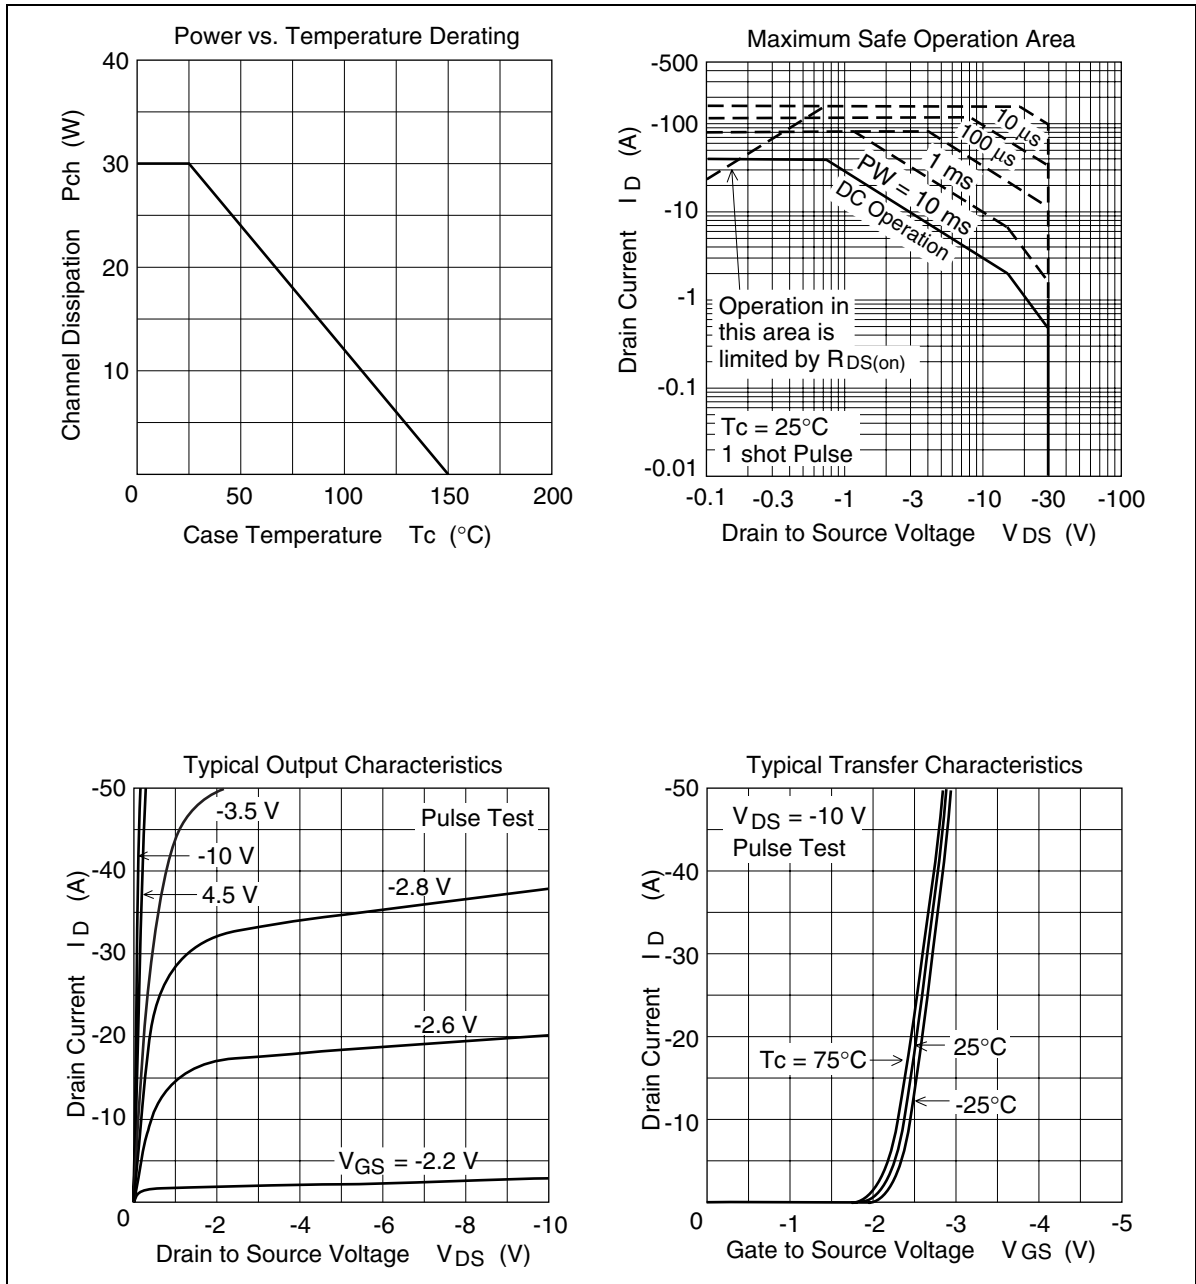 Power vs. Temperature Derating
40
30
20
10
0
50
100
150
200
Channel Dissipation Pch (W)
Case Temperature Tc (°C)
Maximum Safe Operation Area
-500
-100
-10
-1
-0.1
-0.01
-0.1
-0.3
-1
-3
-10
-30
-100
Drain Current I D (A)
Drain to Source Voltage V DS (V)
10 µs
100 µs
1 ms
PW = 10 ms
DC Operation
Operation in
this area is
limited by R DS(on)
Tc = 25°C
1 shot Pulse
Typical Output Characteristics
-50
-40
-30
-20
-10
0
-2
-4
-6
-8
-10
Drain Current I D (A)
Drain to Source Voltage V DS (V)
-3.5 V
Pulse Test
-10 V
4.5 V
-2.8 V
-2.6 V
V GS = -2.2 V
Typical Transfer Characteristics
-50
-40
-30
-20
-10
0
-1
-2
-3
-4
-5
Drain Current I D (A)
Gate to Source Voltage V GS (V)
V DS = -10 V
Pulse Test
Tc = 75°C
25°C
-25°C